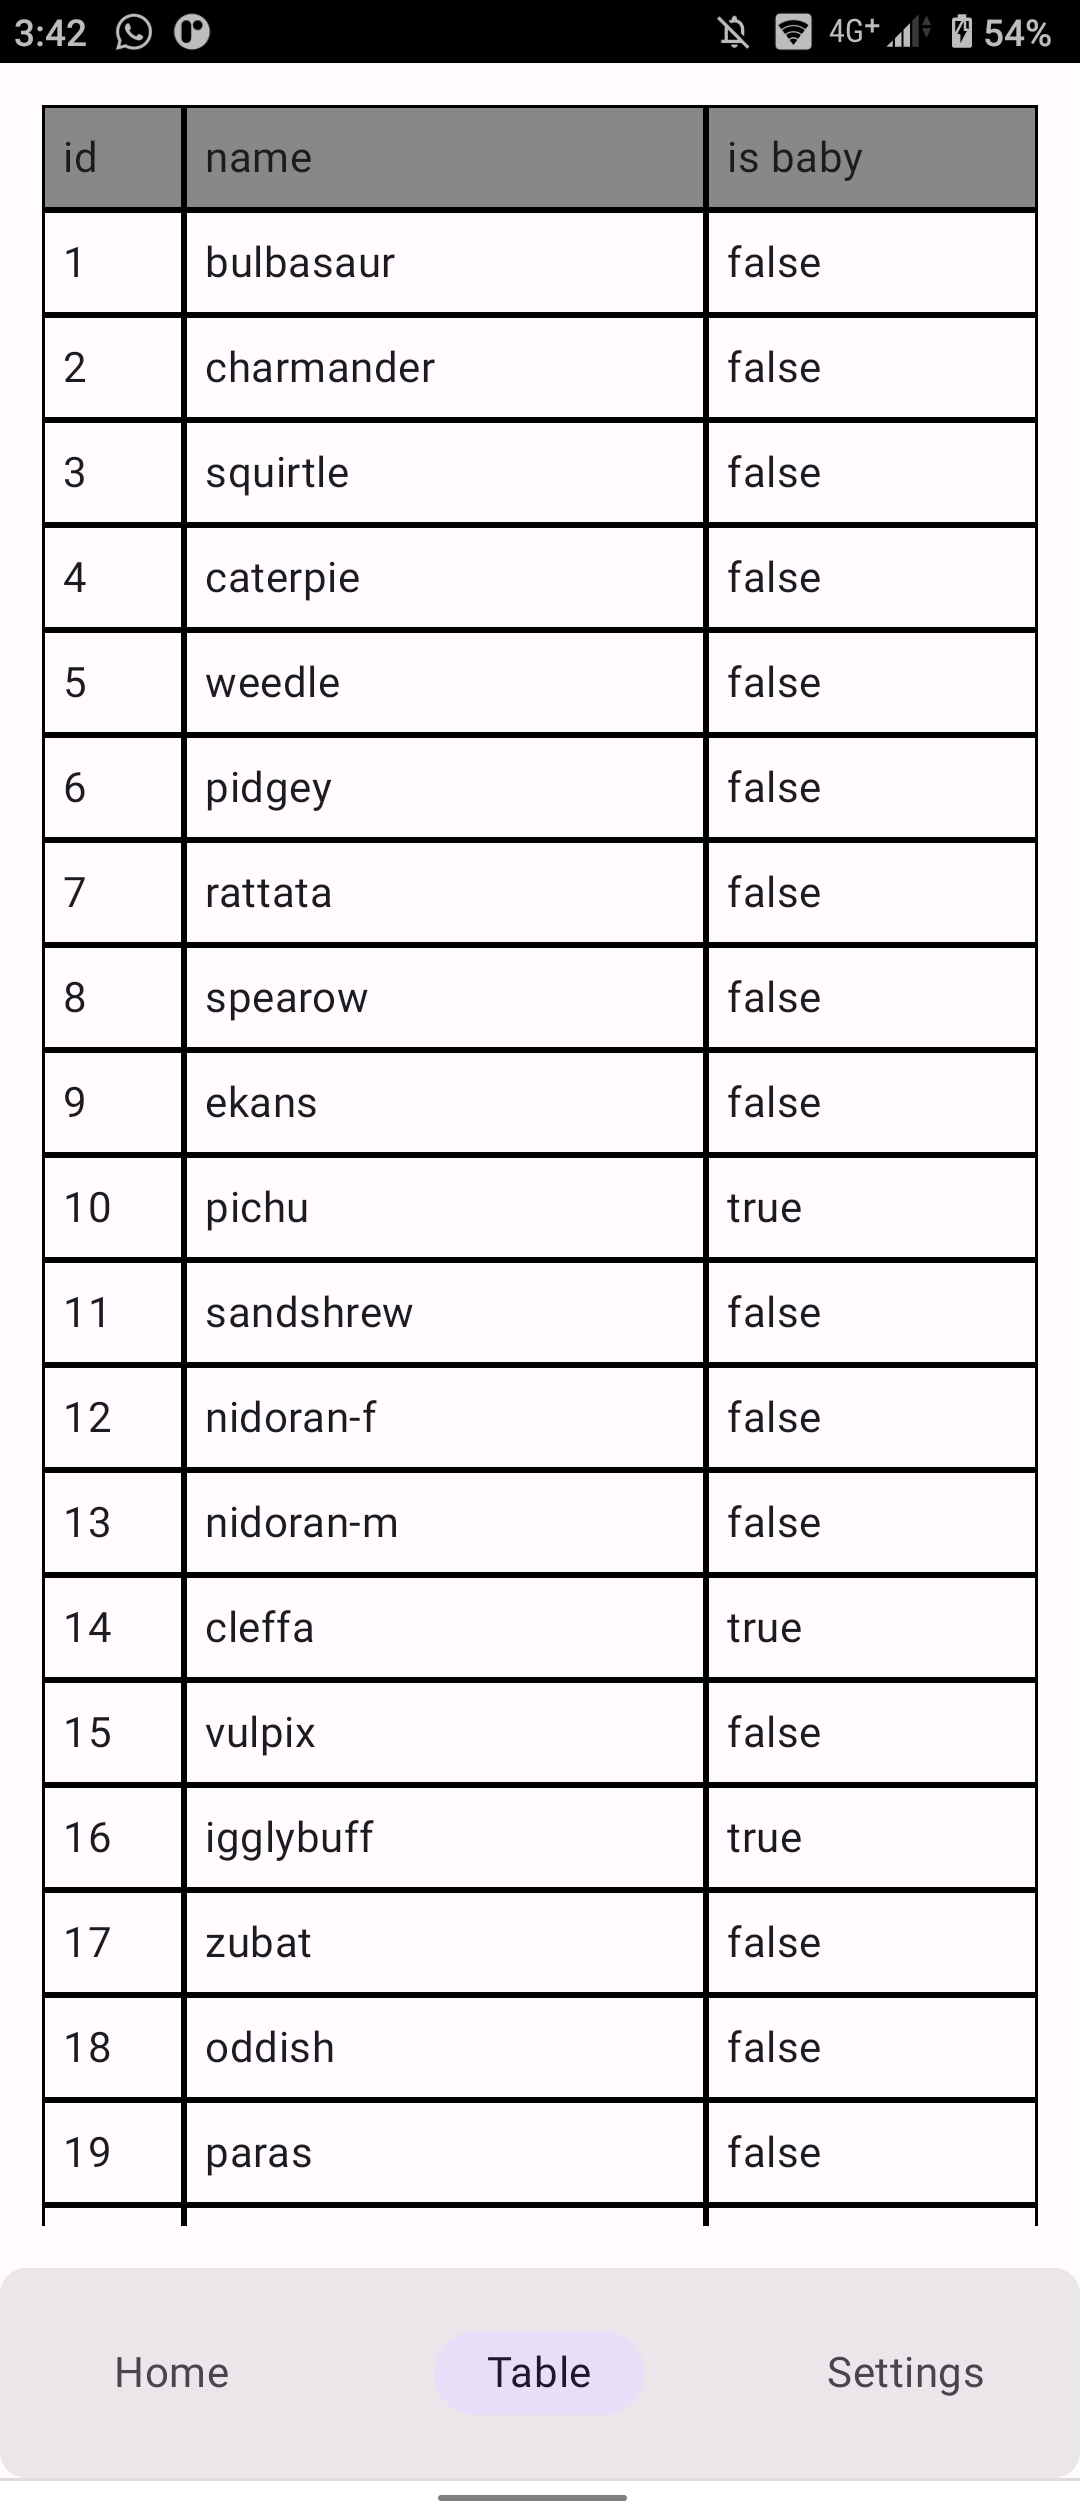 3:42 4G+ 54%
id name is baby
1 bulbasaur false
2 charmander false
3 squirtle false
4 caterpie false
5 weedle false
6 pidgey false
7 rattata false
8 spearow false
9 ekans false
10 pichu true
11 sandshrew false
12 nidoran-f false
13 nidoran-m false
14 cleffa true
15 vulpix false
16 igglybuff true
17 zubat false
18 oddish false
19 paras false
Home Table Settings